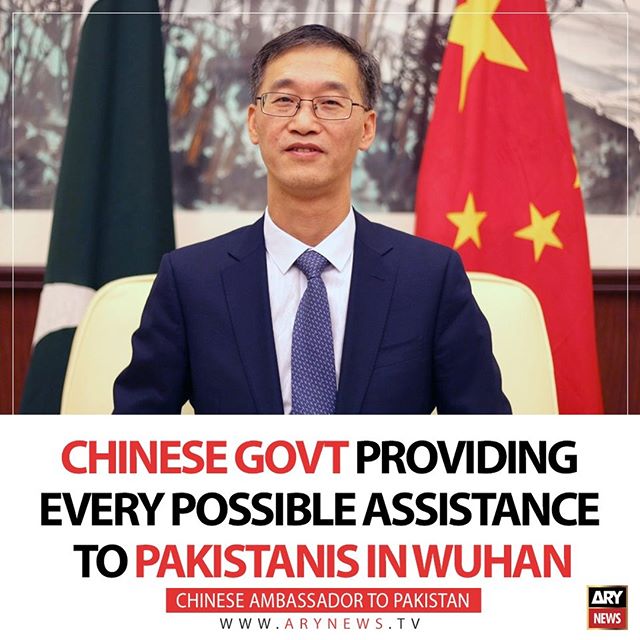 CHINESE GOVT PROVIDING
EVERY POSSIBLE ASSISTANCE
TO PAKISTANIS IN WUHAN
CHINESE AMBASSADOR TO PAKISTAN
WWW.ARYNEWS.TV
ARY
NEWS